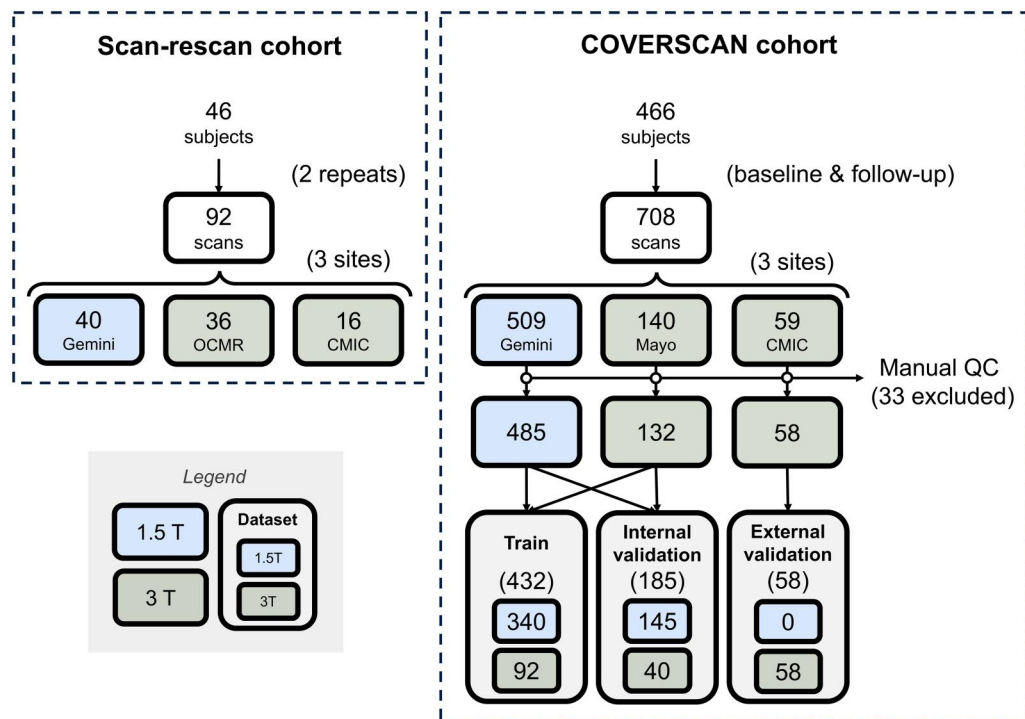 Scan-rescan cohort
46
subjects
(2 repeats)
92
scans
(3 sites)
40
Gemini
36
OCMR
16
CMIC
COVERSCAN cohort
466
subjects
(baseline & follow-up)
708
scans
(3 sites)
509
Gemini
140
Mayo
59
CMIC
Manual QC
(33 excluded)
485
132
58
Train
(432)
340
92
Internal
validation
(185)
145
40
External
validation
(58)
0
58
Legend
1.5 T
3 T
Dataset
1.5T
3T